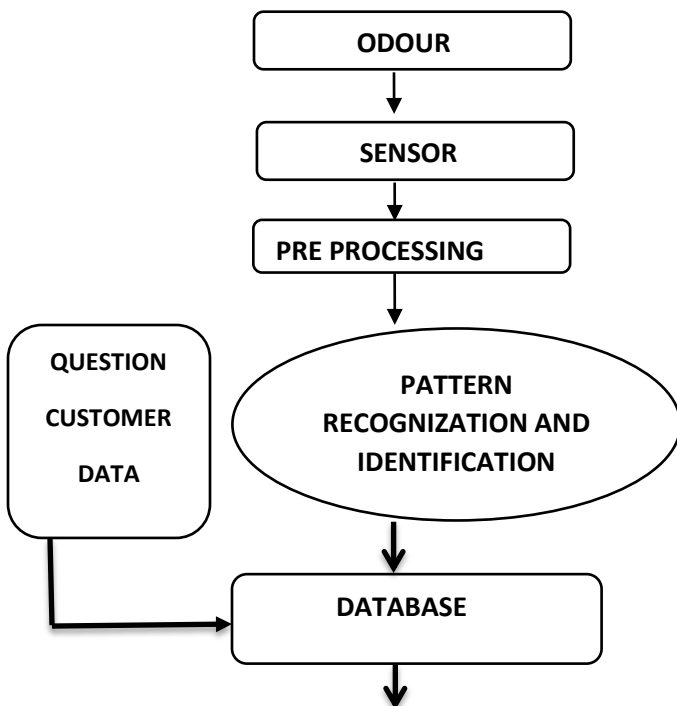 ODOUR
SENSOR
PRE PROCESSING
QUESTION
CUSTOMER
DATA
PATTERN
RECOGNIZATION AND
IDENTIFICATION
DATABASE